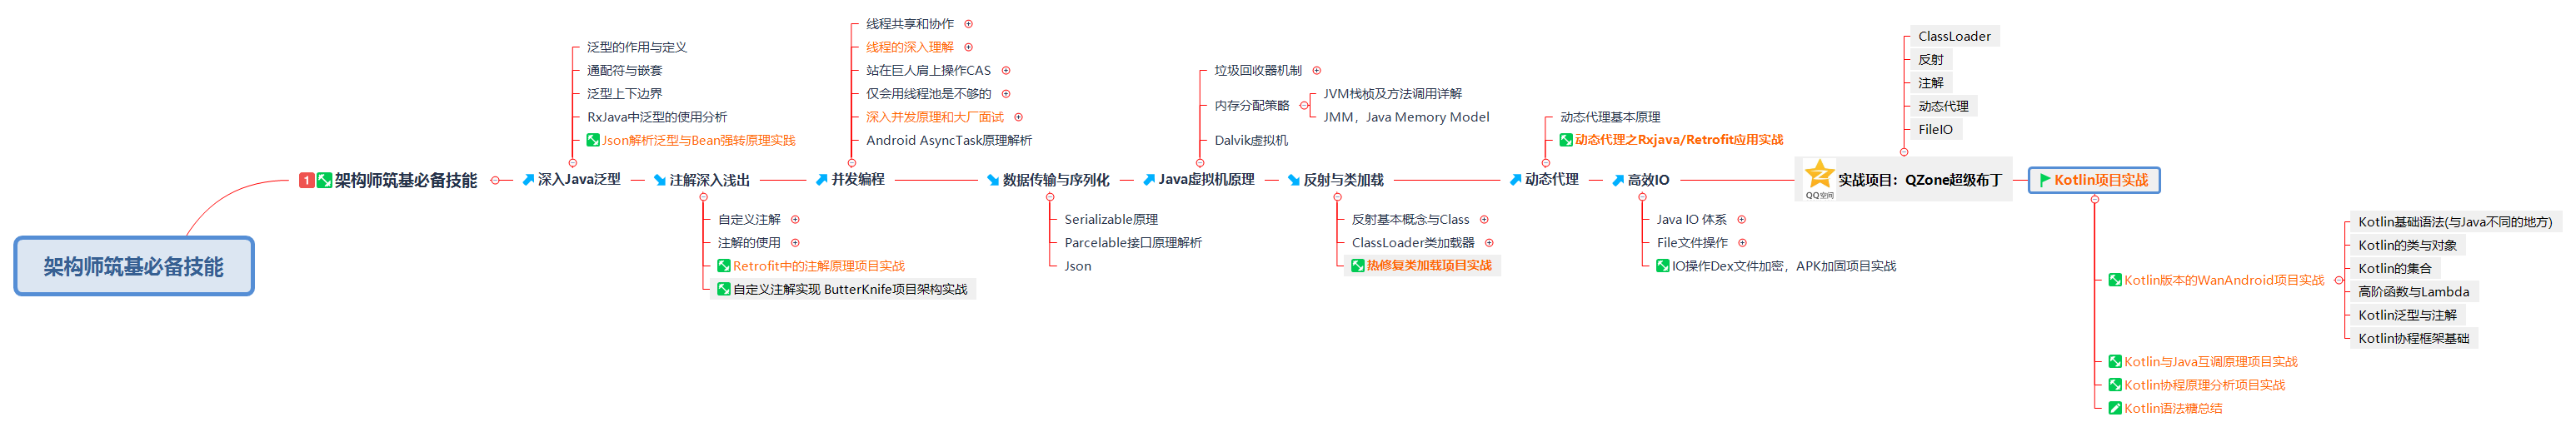 架构师筑基必备技能
1
架构师筑基必备技能
深入Java泛型
泛型的作用与定义
通配符与嵌套
泛型上下边界
RxJava中泛型的使用分析
Json解析泛型与Bean强转原理实践
注解深入浅出
自定义注解
注解的使用
Retrofit中的注解原理项目实战
自定义注解实现 ButterKnife项目架构实战
并发编程
线程共享和协作
线程的深入理解
站在巨人肩上操作CAS
仅会用线程池是不够的
深入并发原理和大厂面试
Android AsyncTask原理解析
数据传输与序列化
Serializable原理
Parcelable接口原理解析
Json
Java虚拟机原理
垃圾回收器机制
内存分配策略
JVM栈桢及方法调用详解
JMM，Java Memory Model
Dalvik虚拟机
反射与类加载
反射基本概念与Class
ClassLoader类加载器
热修复类加载项目实战
动态代理
动态代理基本原理
动态代理之Rxjava/Retrofit应用实战
高效IO
Java IO 体系
File文件操作
IO操作Dex文件加密，APK加固项目实战
QQ空间
实战项目：QZone超级布丁
ClassLoader
反射
注解
动态代理
FileIO
Kotlin项目实战
Kotlin版本的WanAndroid项目实战
Kotlin基础语法(与Java不同的地方)
Kotlin的类与对象
Kotlin的集合
高阶函数与Lambda
Kotlin泛型与注解
Kotlin协程框架基础
Kotlin与Java互调原理项目实战
Kotlin协程原理分析项目实战
Kotlin语法糖总结